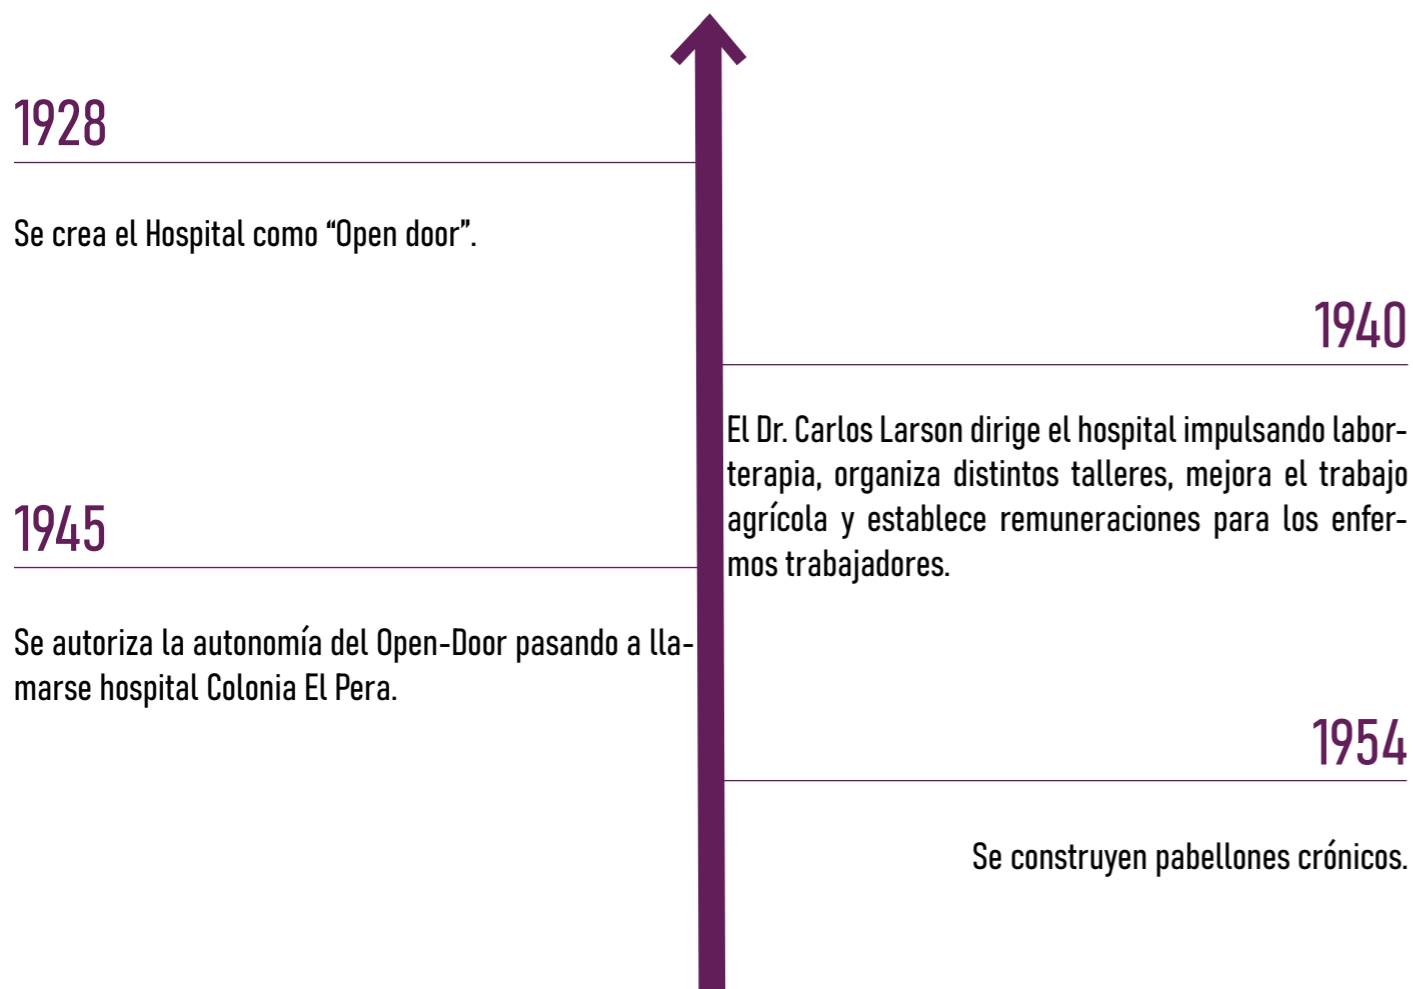 1928
Se crea el Hospital como “Open door”.
1940
El Dr. Carlos Larson dirige el hospital impulsando labor-
terapia, organiza distintos talleres, mejora el trabajo
agrícola y establece remuneraciones para los enfer-
mos trabajadores.
1945
Se autoriza la autonomía del Open-Door pasando a lla-
marse hospital Colonia El Pera.
1954
Se construyen pabellones crónicos.